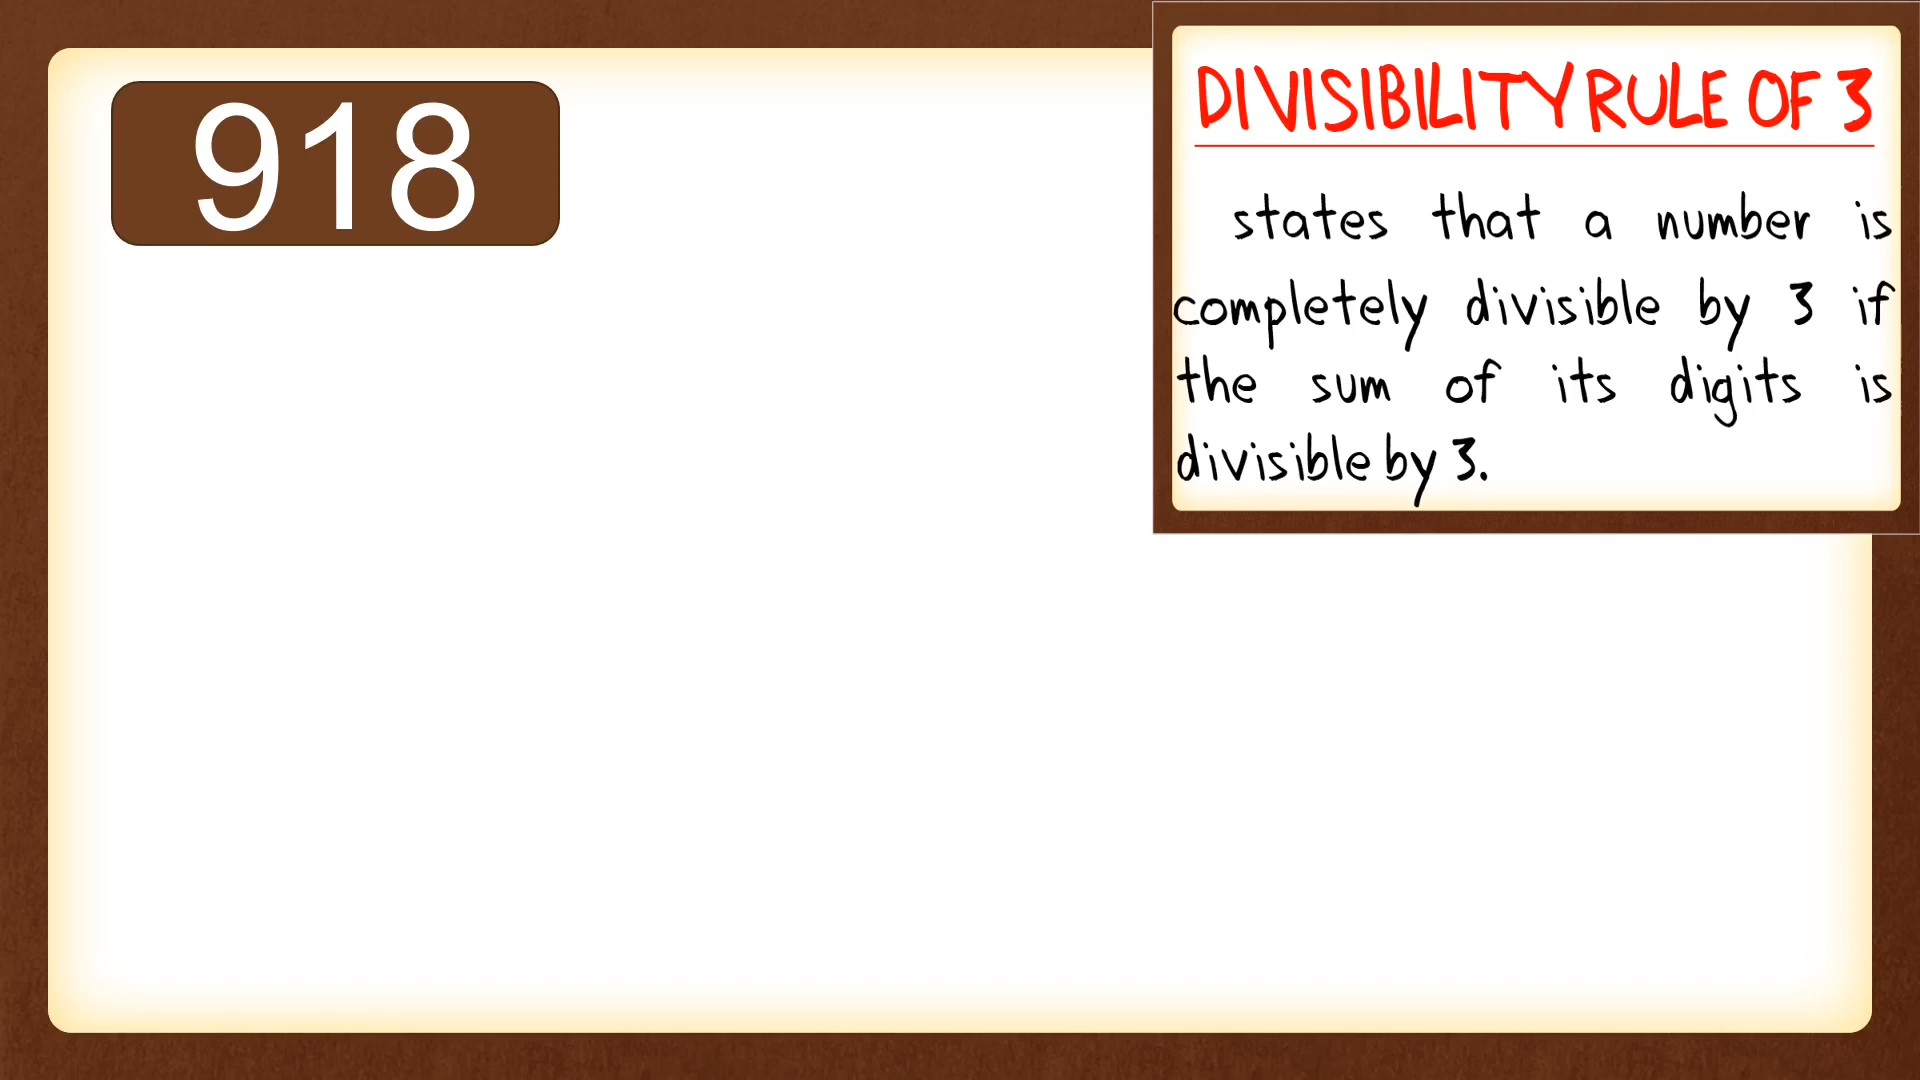 918
DIVISIBILITY RULE OF 3
states that a number is
completely divisible by 3 if
the sum of its digits is
divisible by 3.